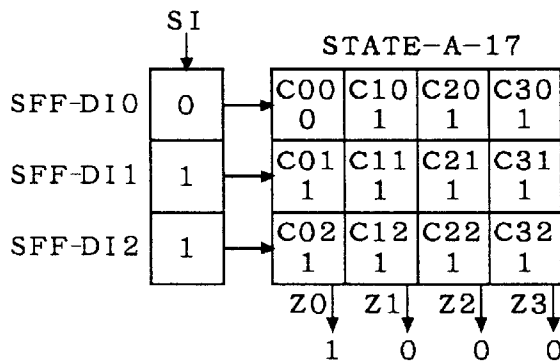 SI
STATE-A-17
SFF-DI0 0 C00 C10 C20 C30
0 1 1 1
SFF-DI1 1 C01 C11 C21 C31
1 1 1 1
SFF-DI2 1 C02 C12 C22 C32
1 1 1 1
Z0 Z1 Z2 Z3
1 0 0 0